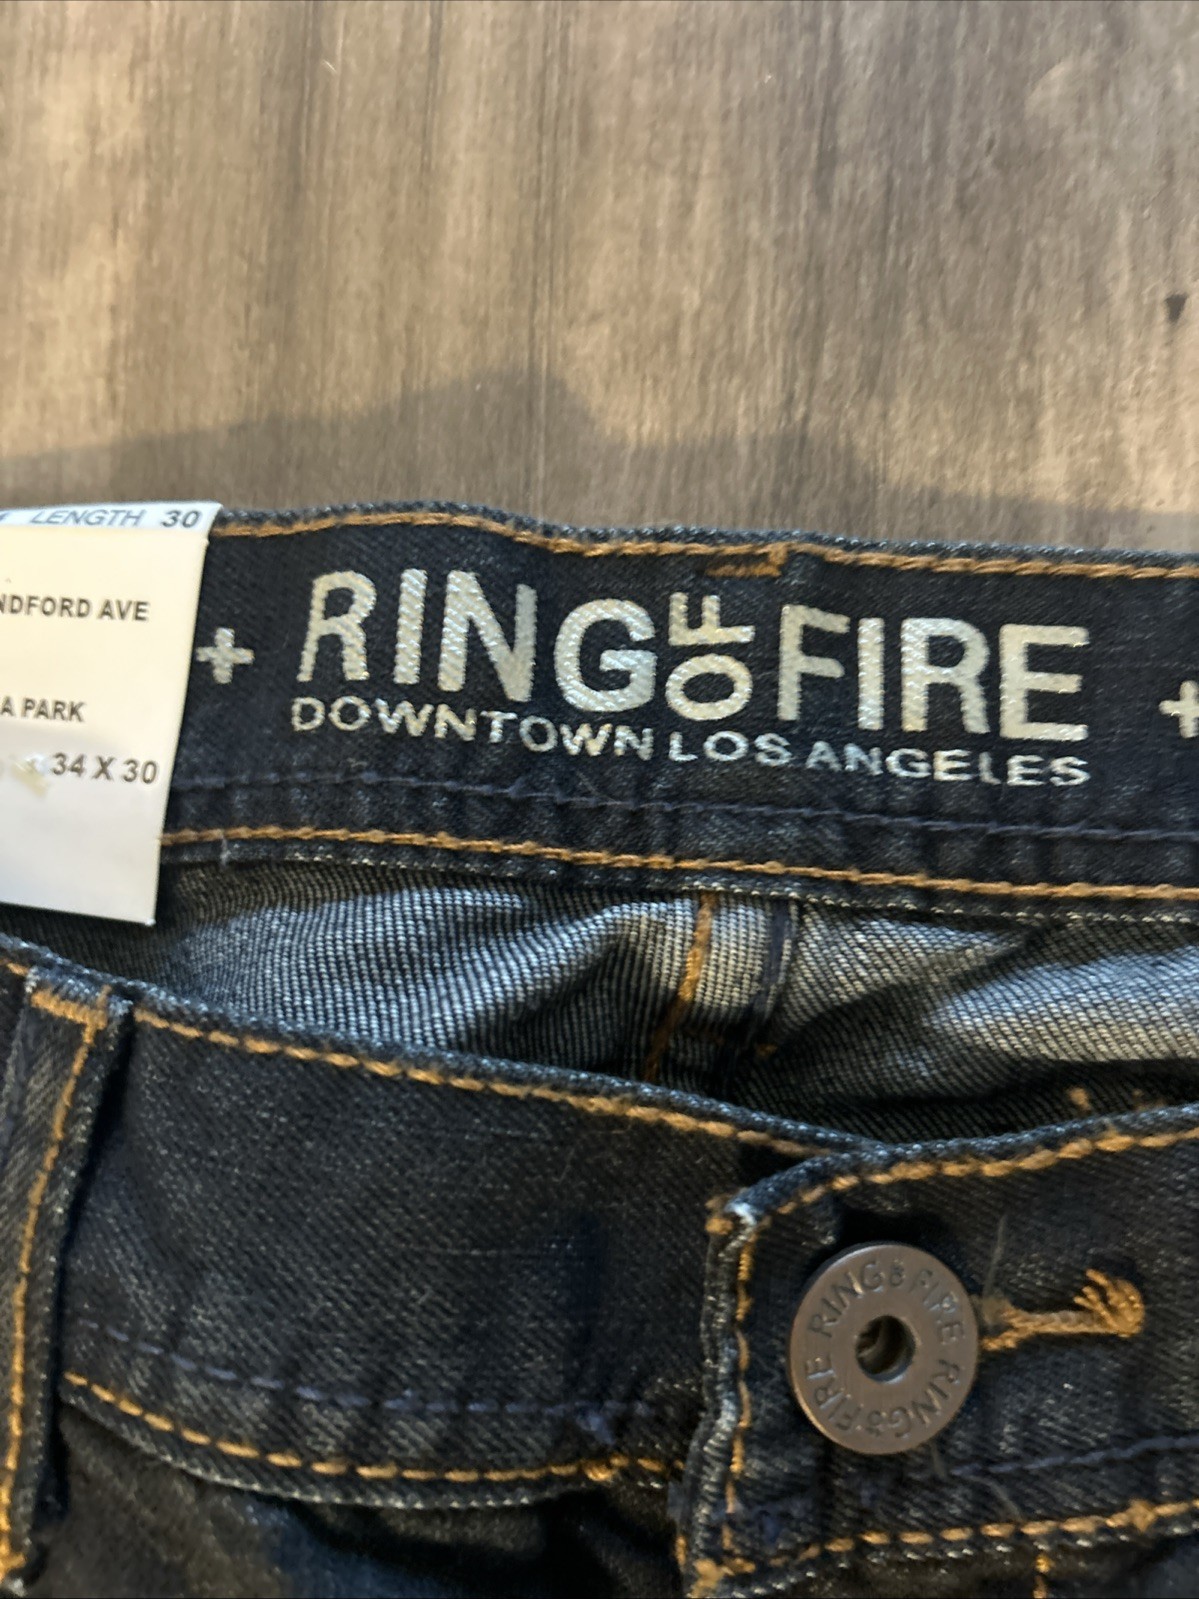 LENGTH 30
NDFORD AVE
A PARK
34 X 30
+ RING OF FIRE +
DOWNTOWN LOS ANGELES
RING OF FIRE RING OF FIRE